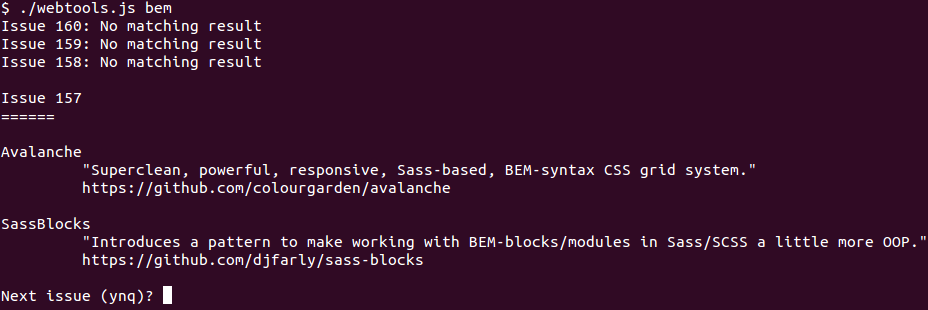 $ ./webtools.js bem
Issue 160: No matching result
Issue 159: No matching result
Issue 158: No matching result
Issue 157
======
Avalanche
"Superclean, powerful, responsive, Sass-based, BEM-syntax CSS grid system."
https://github.com/colourgarden/avalanche
SassBlocks
"Introduces a pattern to make working with BEM-blocks/modules in Sass/SCSS a little more OOP."
https://github.com/djfarly/sass-blocks
Next issue (ynq)?